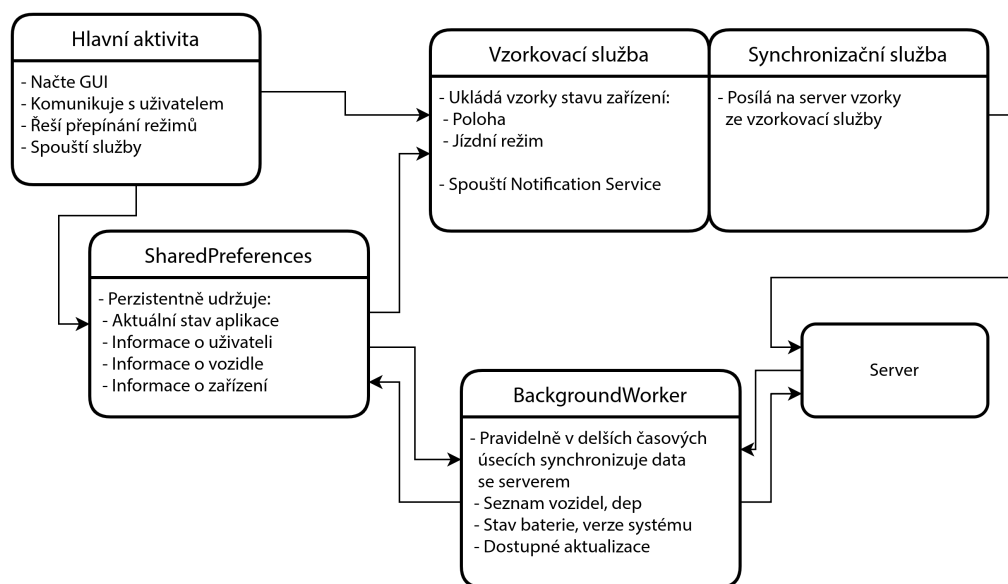 Hlavní aktivita
- Načte GUI
- Komunikuje s uživatelem
- Řeší přepínání režimů
- Spouští služby
Vzorkovací služba
- Ukládá vzorky stavu zařízení:
- Poloha
- Jízdní režim
- Spouští Notification Service
Synchronizační služba
- Posílá na server vzorky
ze vzorkovací služby
SharedPreferences
- Perzistentně udržuje:
- Aktuální stav aplikace
- Informace o uživateli
- Informace o vozidle
- Informace o zařízení
Server
BackgroundWorker
- Pravidelně v delších časových
úsecích synchronizuje data
se serverem
- Seznam vozidel, dep
- Stav baterie, verze systému
- Dostupné aktualizace